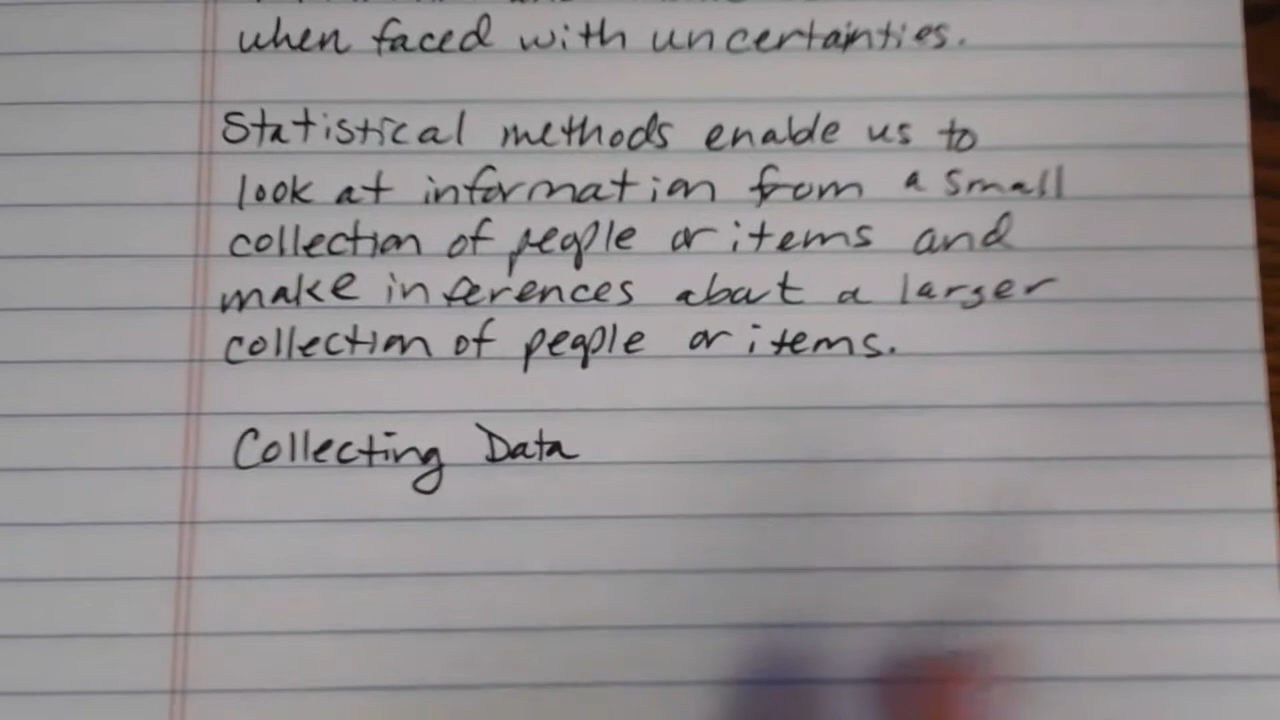 when faced with uncertainties.
Statistical methods enable us to
look at information from a small
collection of people or items and
make inferences about a larger
collection of people or items.
Collecting Data